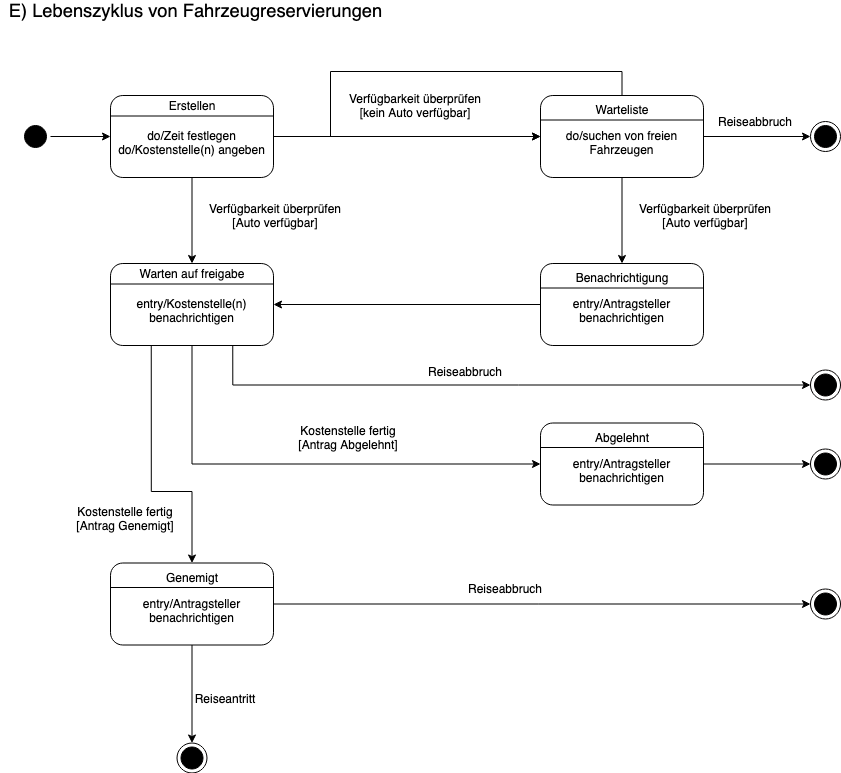 E) Lebenszyklus von Fahrzeugreservierungen
Erstellen
do/Zeit festlegen
do/Kostenstelle(n) angeben
Verfügbarkeit überprüfen
[kein Auto verfügbar]
Warteliste
do/suchen von freien
Fahrzeugen
Reiseabbruch
Verfügbarkeit überprüfen
[Auto verfügbar]
Verfügbarkeit überprüfen
[Auto verfügbar]
Warten auf freigabe
entry/Kostenstelle(n)
benachrichtigen
Benachrichtigung
entry/Antragsteller
benachrichtigen
Reiseabbruch
Kostenstelle fertig
[Antrag Abgelehnt]
Abgelehnt
entry/Antragsteller
benachrichtigen
Kostenstelle fertig
[Antrag Genemigt]
Genemigt
entry/Antragsteller
benachrichtigen
Reiseabbruch
Reiseantritt